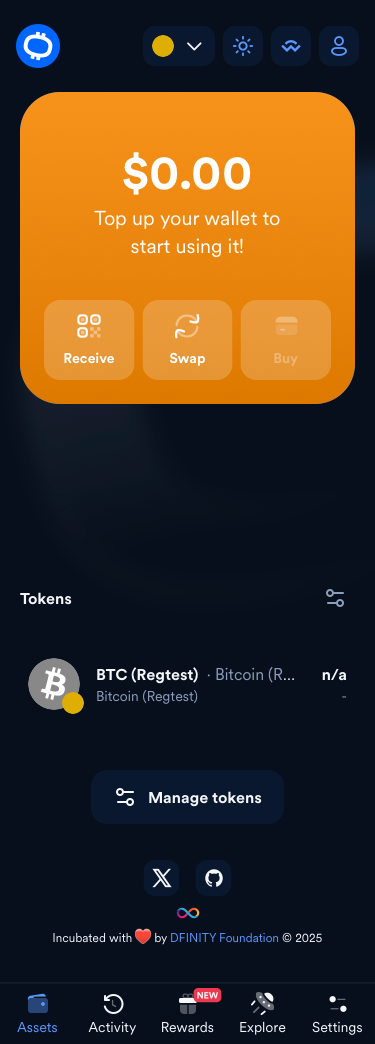 $0.00
Top up your wallet to
start using it!
Receive
Swap
Buy
Tokens
BTC (Regtest) · Bitcoin (R... n/a
Bitcoin (Regtest) -
Manage tokens
Incubated with ❤️ by DFINITY Foundation © 2025
NEW
Assets Activity Rewards Explore Settings